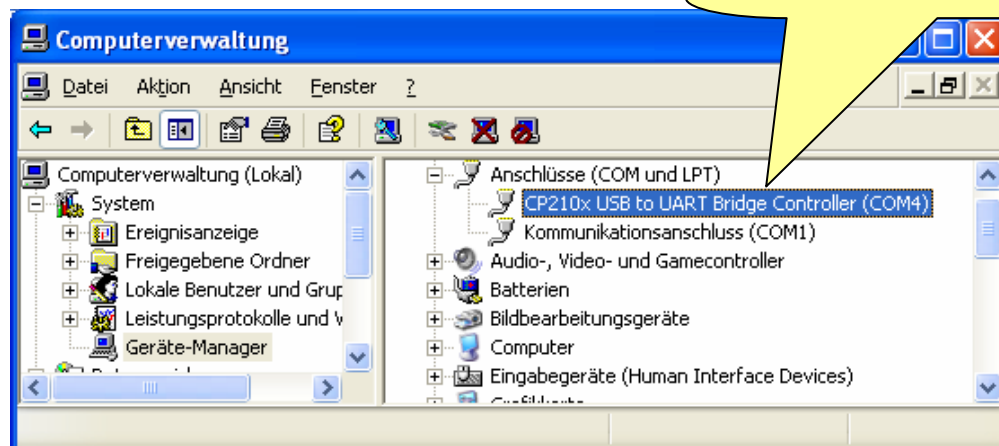 Computerverwaltung
Datei Aktion Ansicht Fenster ?
Computerverwaltung (Lokal)
System
Ereignisanzeige
Freigegebene Ordner
Lokale Benutzer und Grup
Leistungsprotokolle und V
Geräte-Manager
Anschlüsse (COM und LPT)
CP210x USB to UART Bridge Controller (COM4)
Kommunikationsanschluss (COM1)
Audio-, Video- und Gamecontroller
Batterien
Bildbearbeitungsgeräte
Computer
Eingabegeräte (Human Interface Devices)